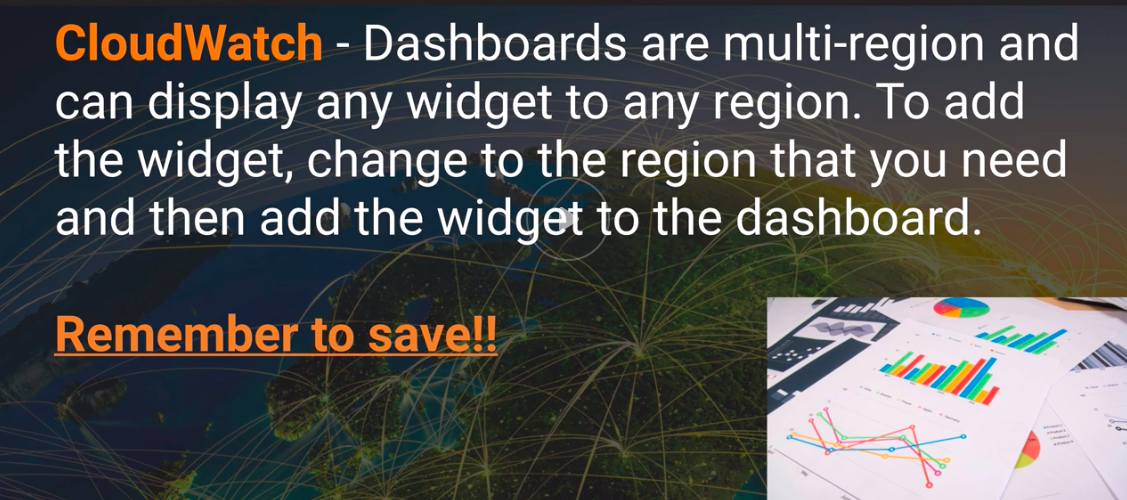 CloudWatch - Dashboards are multi-region and
can display any widget to any region. To add
the widget, change to the region that you need
and then add the widget to the dashboard.
Remember to save!!